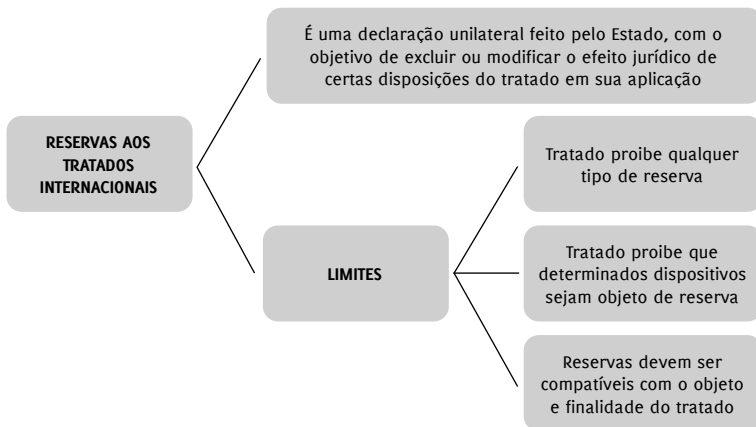 É uma declaração unilateral feito pelo Estado, com o
objetivo de excluir ou modificar o efeito jurídico de
certas disposições do tratado em sua aplicação
RESERVAS AOS
TRATADOS
INTERNACIONAIS
LIMITES
Tratado proibe qualquer
tipo de reserva
Tratado proibe que
determinados dispositivos
sejam objeto de reserva
Reservas devem ser
compatíveis com o objeto
e finalidade do tratado